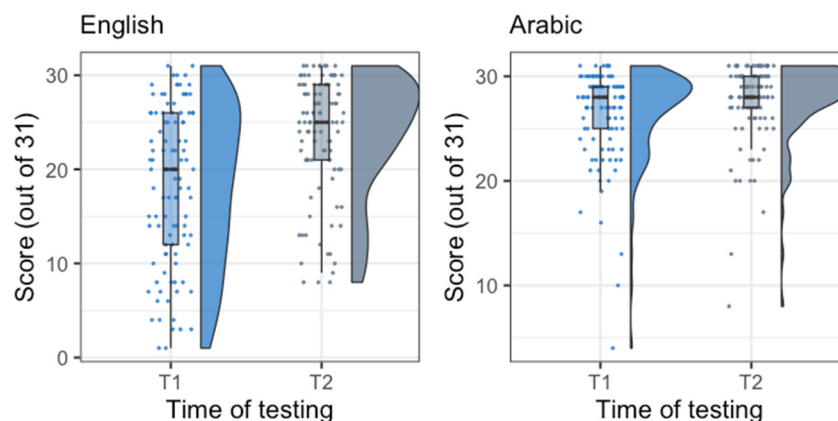 English
Score (out of 31)
30
20
10
0
T1
T2
Time of testing
Arabic
Score (out of 31)
30
20
10
T1
T2
Time of testing